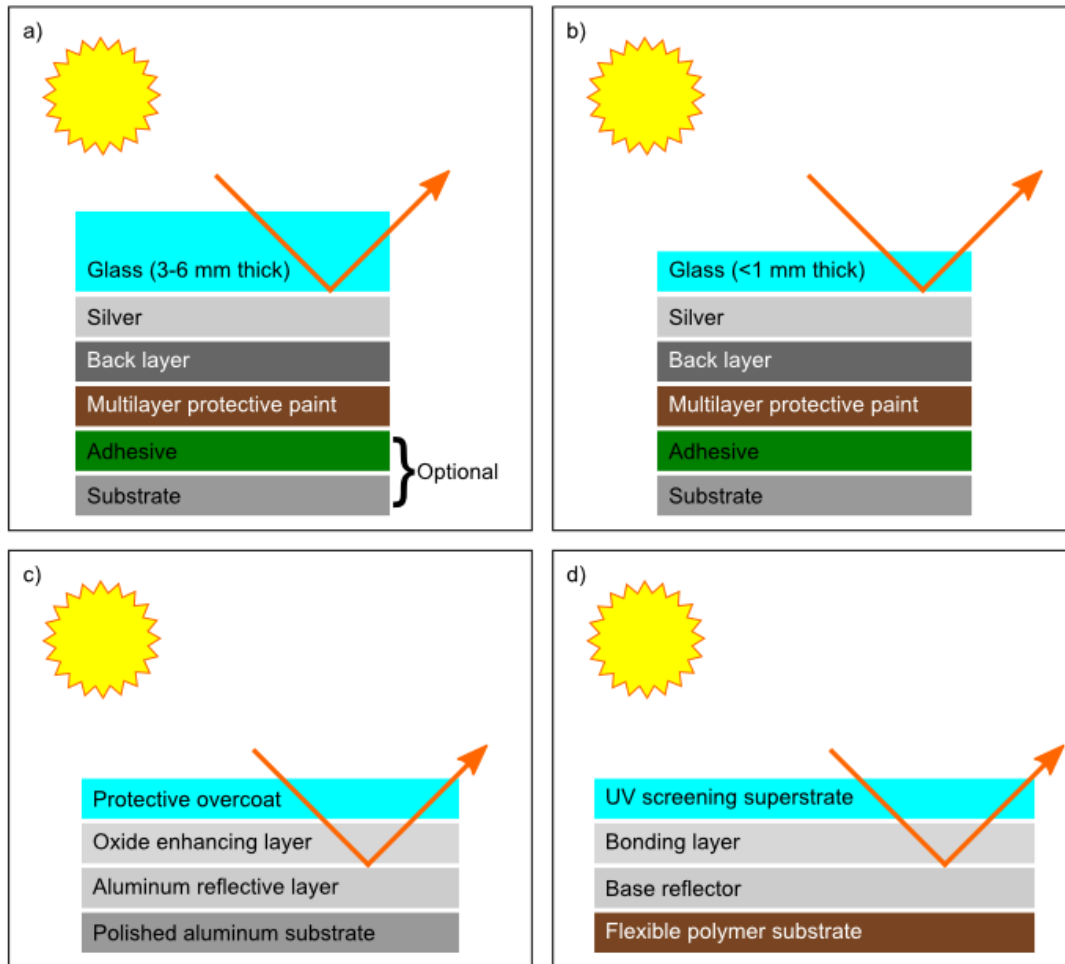 a)
Glass (3-6 mm thick)
Silver
Back layer
Multilayer protective paint
Adhesive
Substrate
Optional
b)
Glass (<1 mm thick)
Silver
Back layer
Multilayer protective paint
Adhesive
Substrate
c)
Protective overcoat
Oxide enhancing layer
Aluminum reflective layer
Polished aluminum substrate
d)
UV screening superstrate
Bonding layer
Base reflector
Flexible polymer substrate